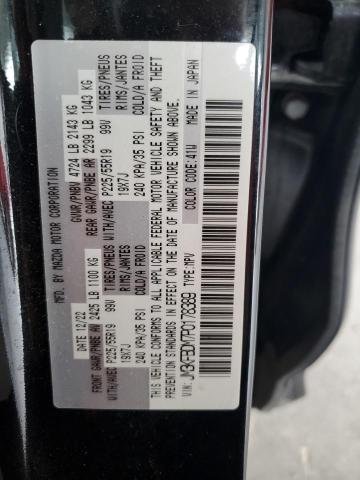 MFD BY MAZDA MOTOR CORPORATION
12/22 GVWR/PNBV 4724 LB 2143 KG
FRONT GAWR/PNBE AV 2425 LB 1100 KG REAR GAWR/PNBE AR 2299 LB 1043 KG
WITH/AVEC P225/55R19 99V TIRES/PNEUS WITH/AVEC P225/55R19 99V TIRES/PNEUS
19X7J RIMS/JANTES 19X7J RIMS/JANTES
240 KPA/35 PSI COLD/A FROID 240 KPA/35 PSI COLD/A FROID
THIS VEHICLE CONFORMS TO ALL APPLICABLE FEDERAL MOTOR VEHICLE SAFETY AND THEFT
PREVENTION STANDARDS IN EFFECT ON THE DATE OF MANUFACTURE SHOWN ABOVE.
VIN: TYPE:MPV COLOR CODE:41W MADE IN JAPAN